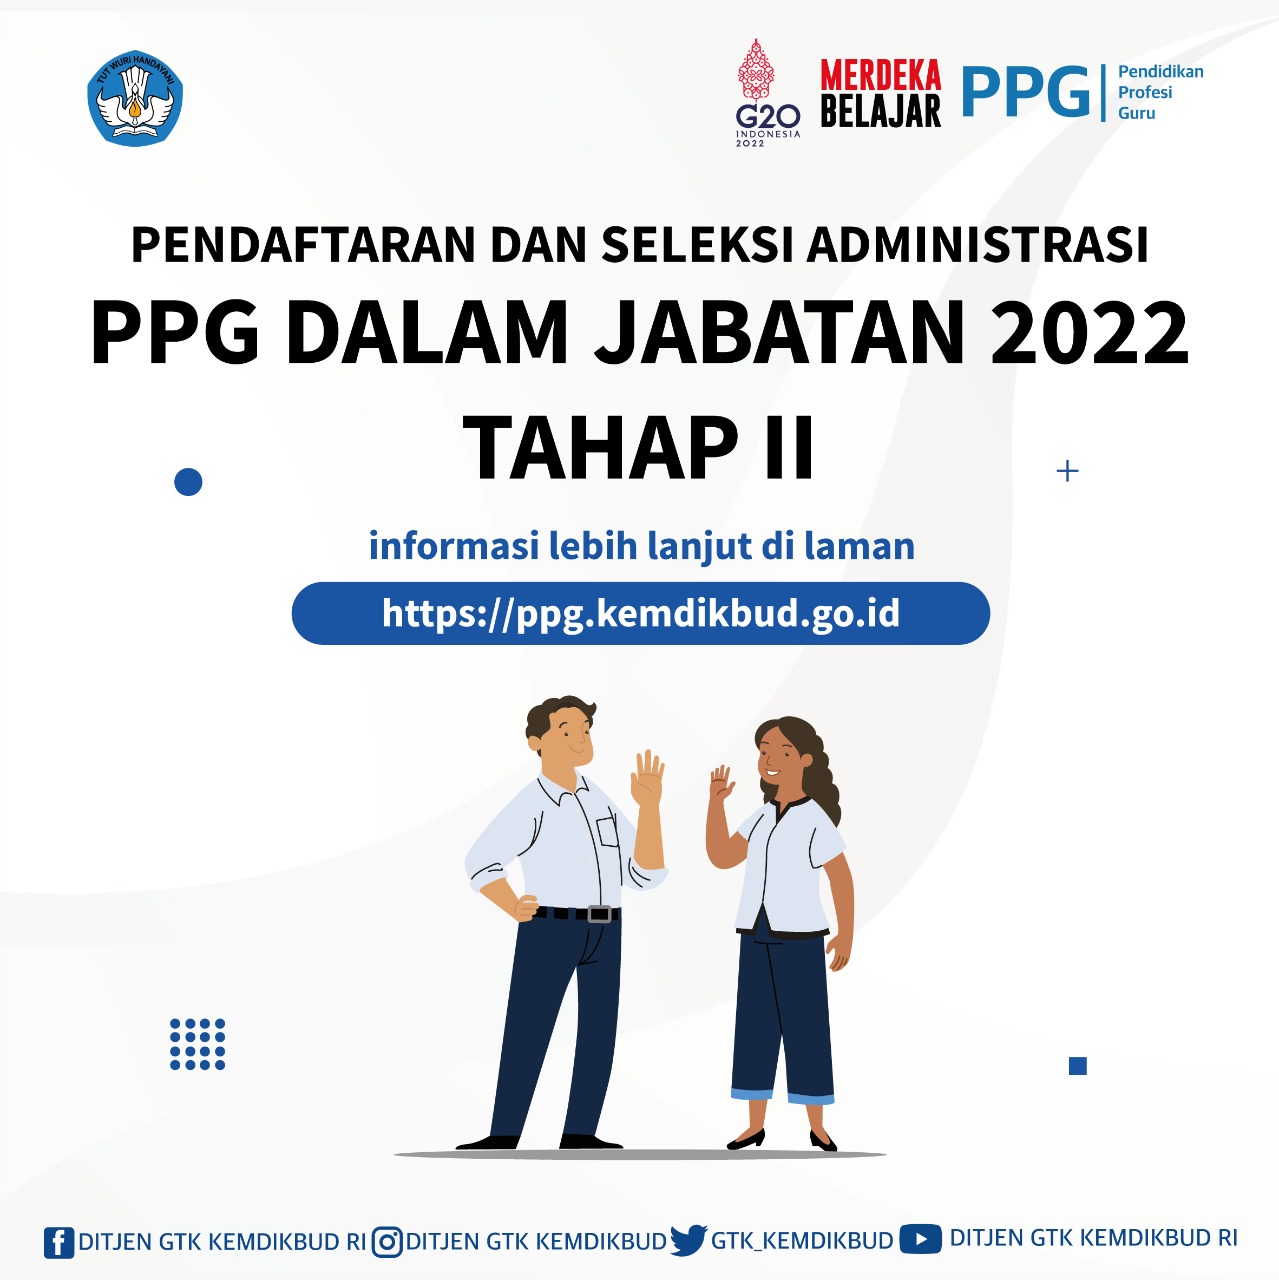 TUT WURI HANDAYANI
G20
INDONESIA
2022
MERDEKA
BELAJAR
PPG
Pendidikan
Profesi
Guru
PENDAFTARAN DAN SELEKSI ADMINISTRASI
PPG DALAM JABATAN 2022
TAHAP II
informasi lebih lanjut di laman
https://ppg.kemdikbud.go.id
DITJEN GTK KEMDIKBUD RI DITJEN GTK KEMDIKBUD GTK_KEMDIKBUD DITJEN GTK KEMDIKBUD RI